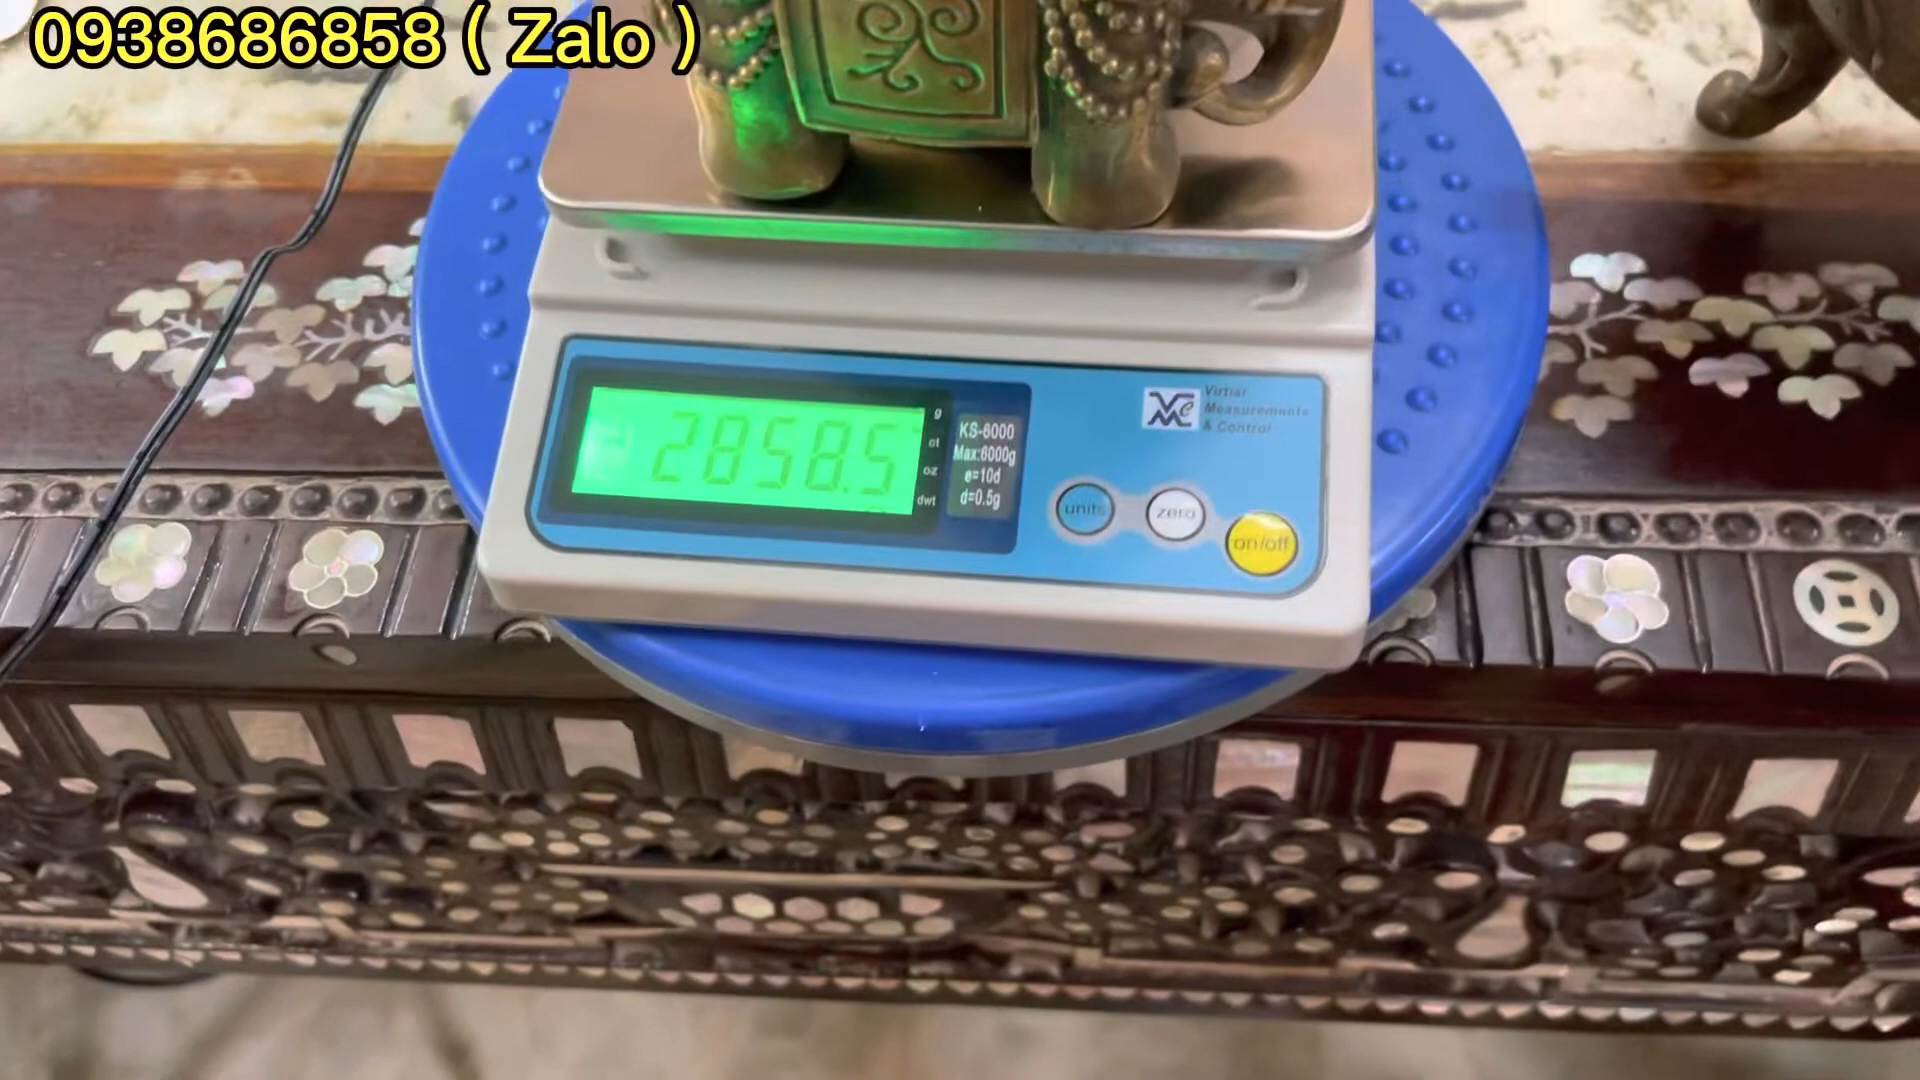 0938686858 ( Zalo )
2858.5
g
ct
oz
dwt
KS-6000
Max:6000g
e=10d
d=0.5g
VMC
Virtial
Measurements
& Control
units
zero
on/off